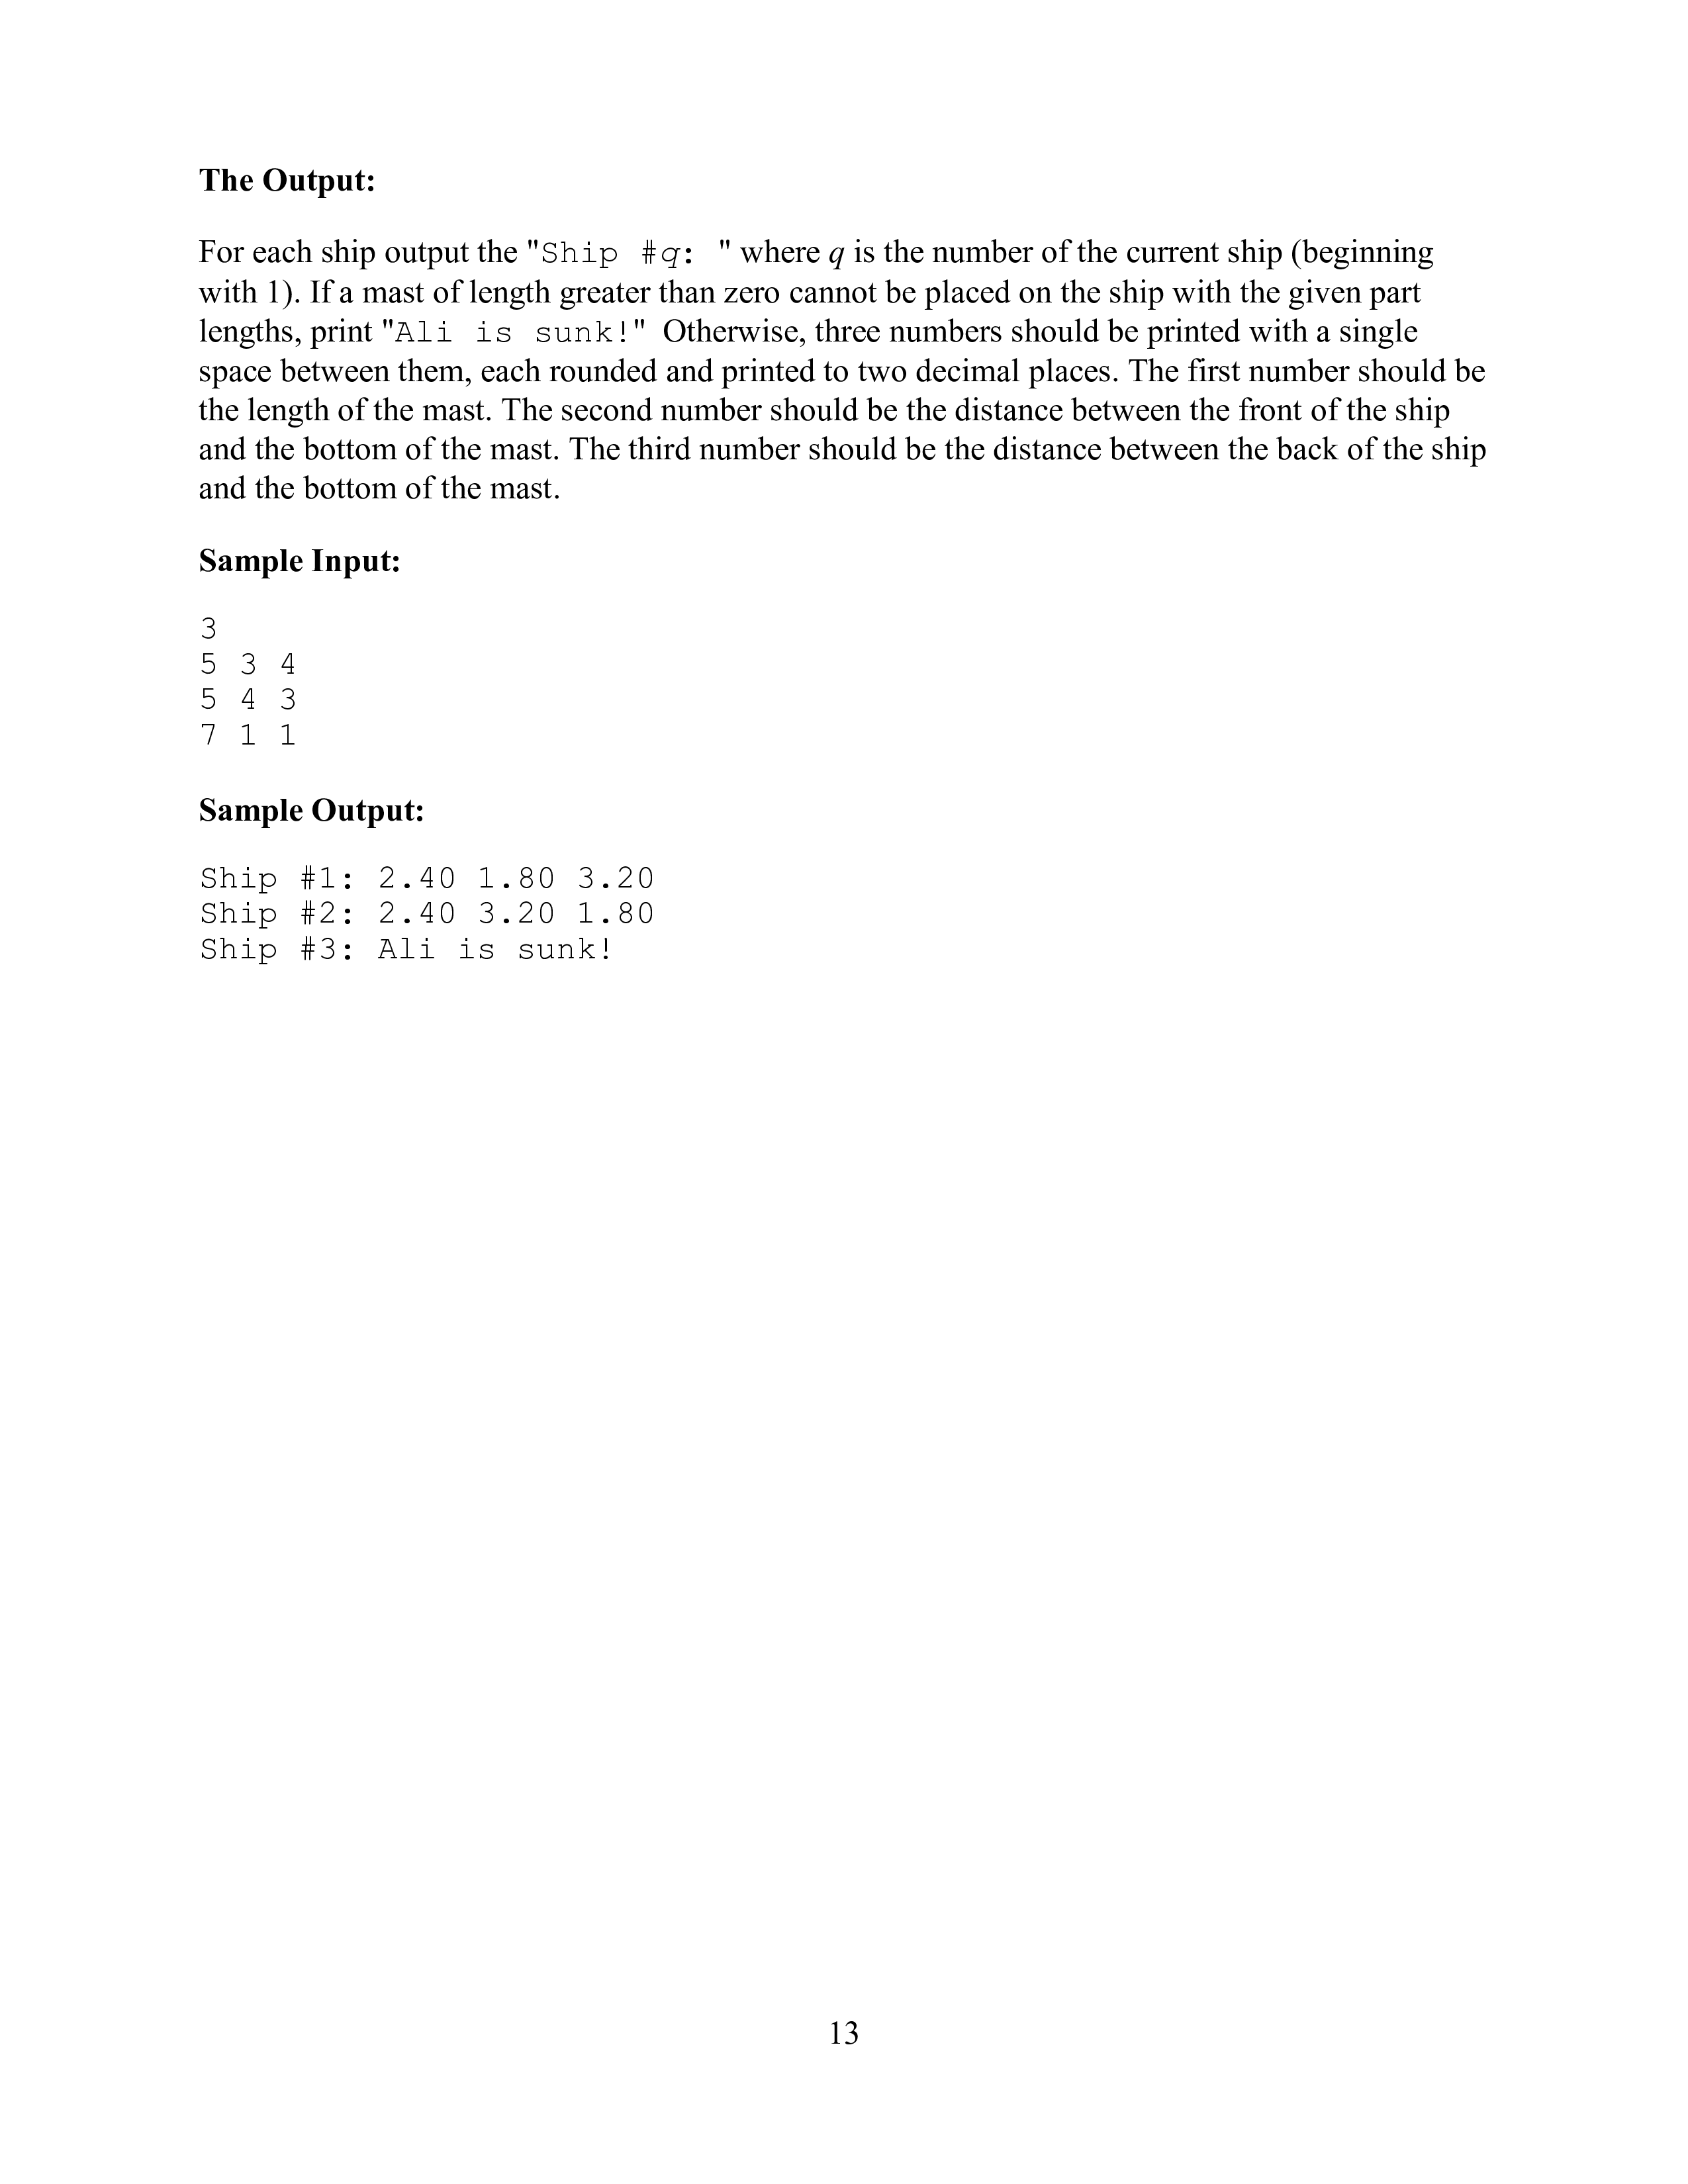 The Output:
For each ship output the "Ship #q: " where q is the number of the current ship (beginning
with 1). If a mast of length greater than zero cannot be placed on the ship with the given part
lengths, print "Ali is sunk!" Otherwise, three numbers should be printed with a single
space between them, each rounded and printed to two decimal places. The first number should be
the length of the mast. The second number should be the distance between the front of the ship
and the bottom of the mast. The third number should be the distance between the back of the ship
and the bottom of the mast.
Sample Input:
3
5 3 4
5 4 3
7 1 1
Sample Output:
Ship #1: 2.40 1.80 3.20
Ship #2: 2.40 3.20 1.80
Ship #3: Ali is sunk!
13